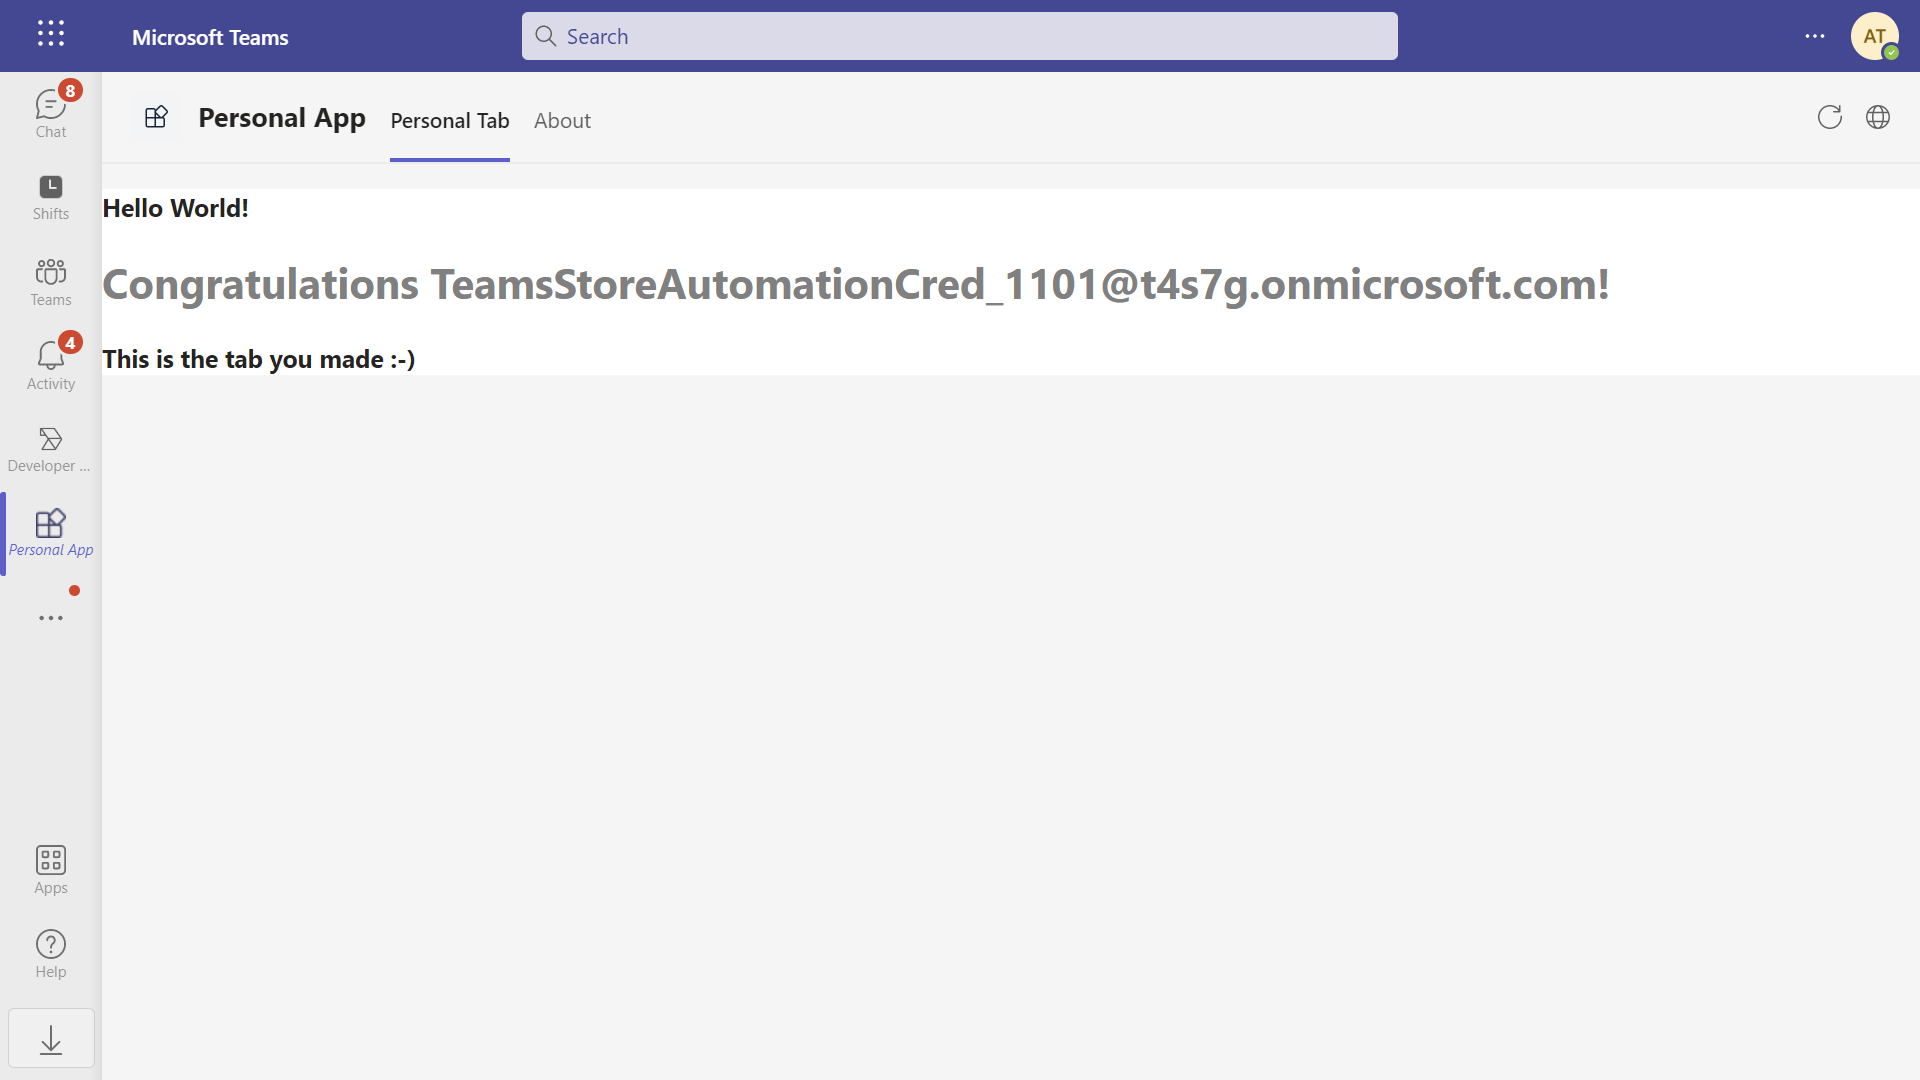 Microsoft Teams
Search
AT
8
Chat
Shifts
Teams
4
Activity
Developer ...
Personal App
Apps
Help
Personal App
Personal Tab
About
Hello World!
Congratulations TeamsStoreAutomationCred_1101@t4s7g.onmicrosoft.com!
This is the tab you made :-)